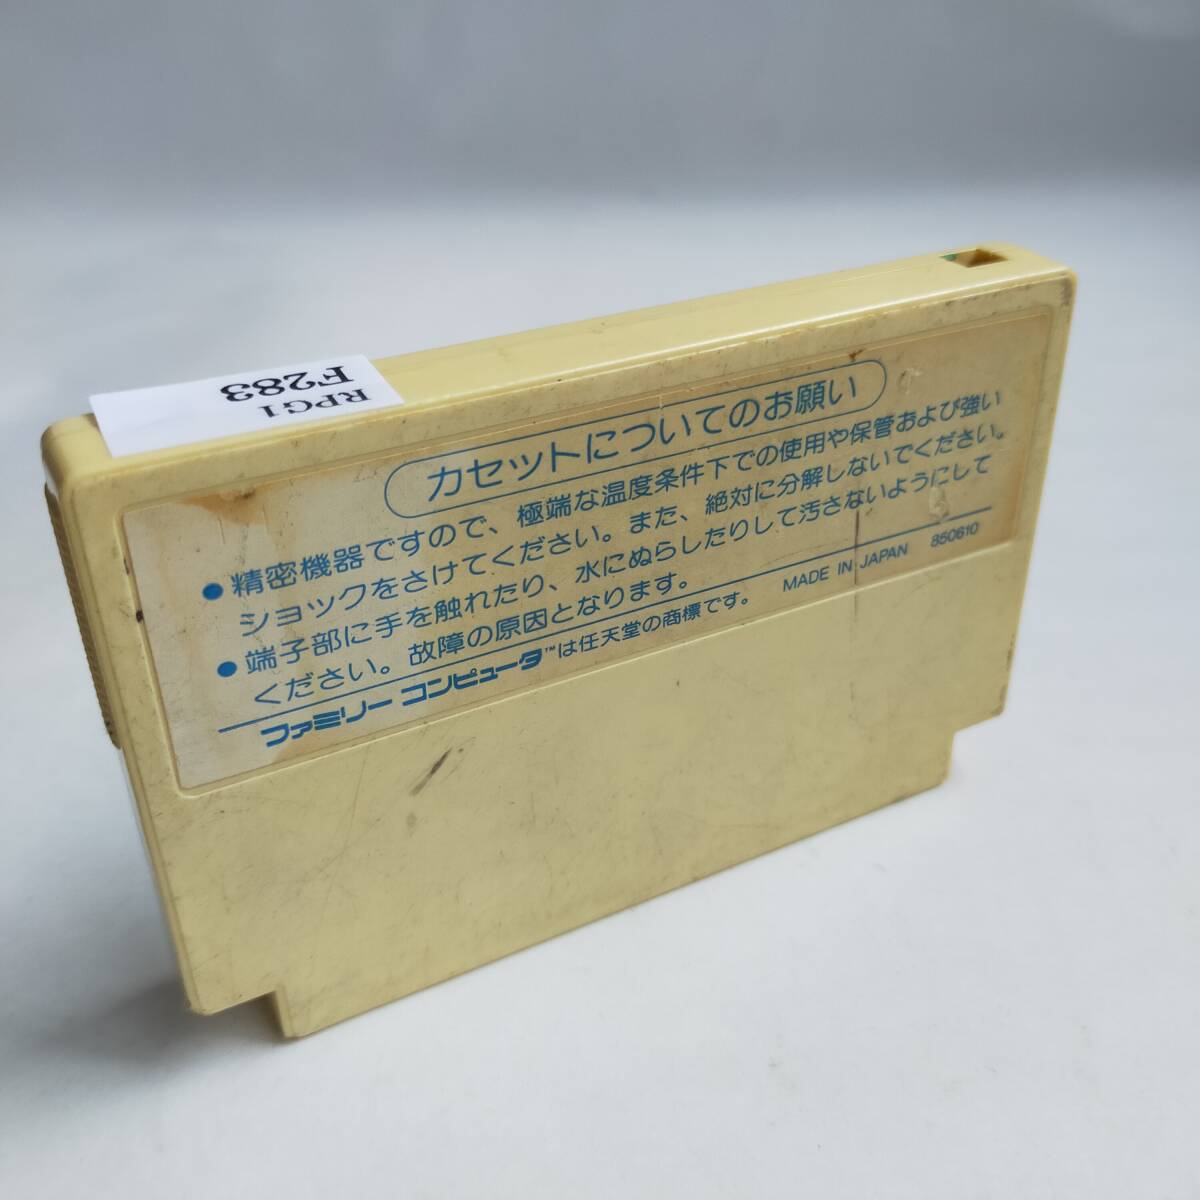 RPG1
F283
カセットについてのお願い
●精密機器ですので、極端な温度条件下での使用や保管および強い
ショックをさけてください。また、絶対に分解しないでください。
●端子部に手を触れたり、水にぬらしたりして汚さないようにして
ください。故障の原因となります。
ファミリーコンピュータ™は任天堂の商標です。 MADE IN JAPAN 850610